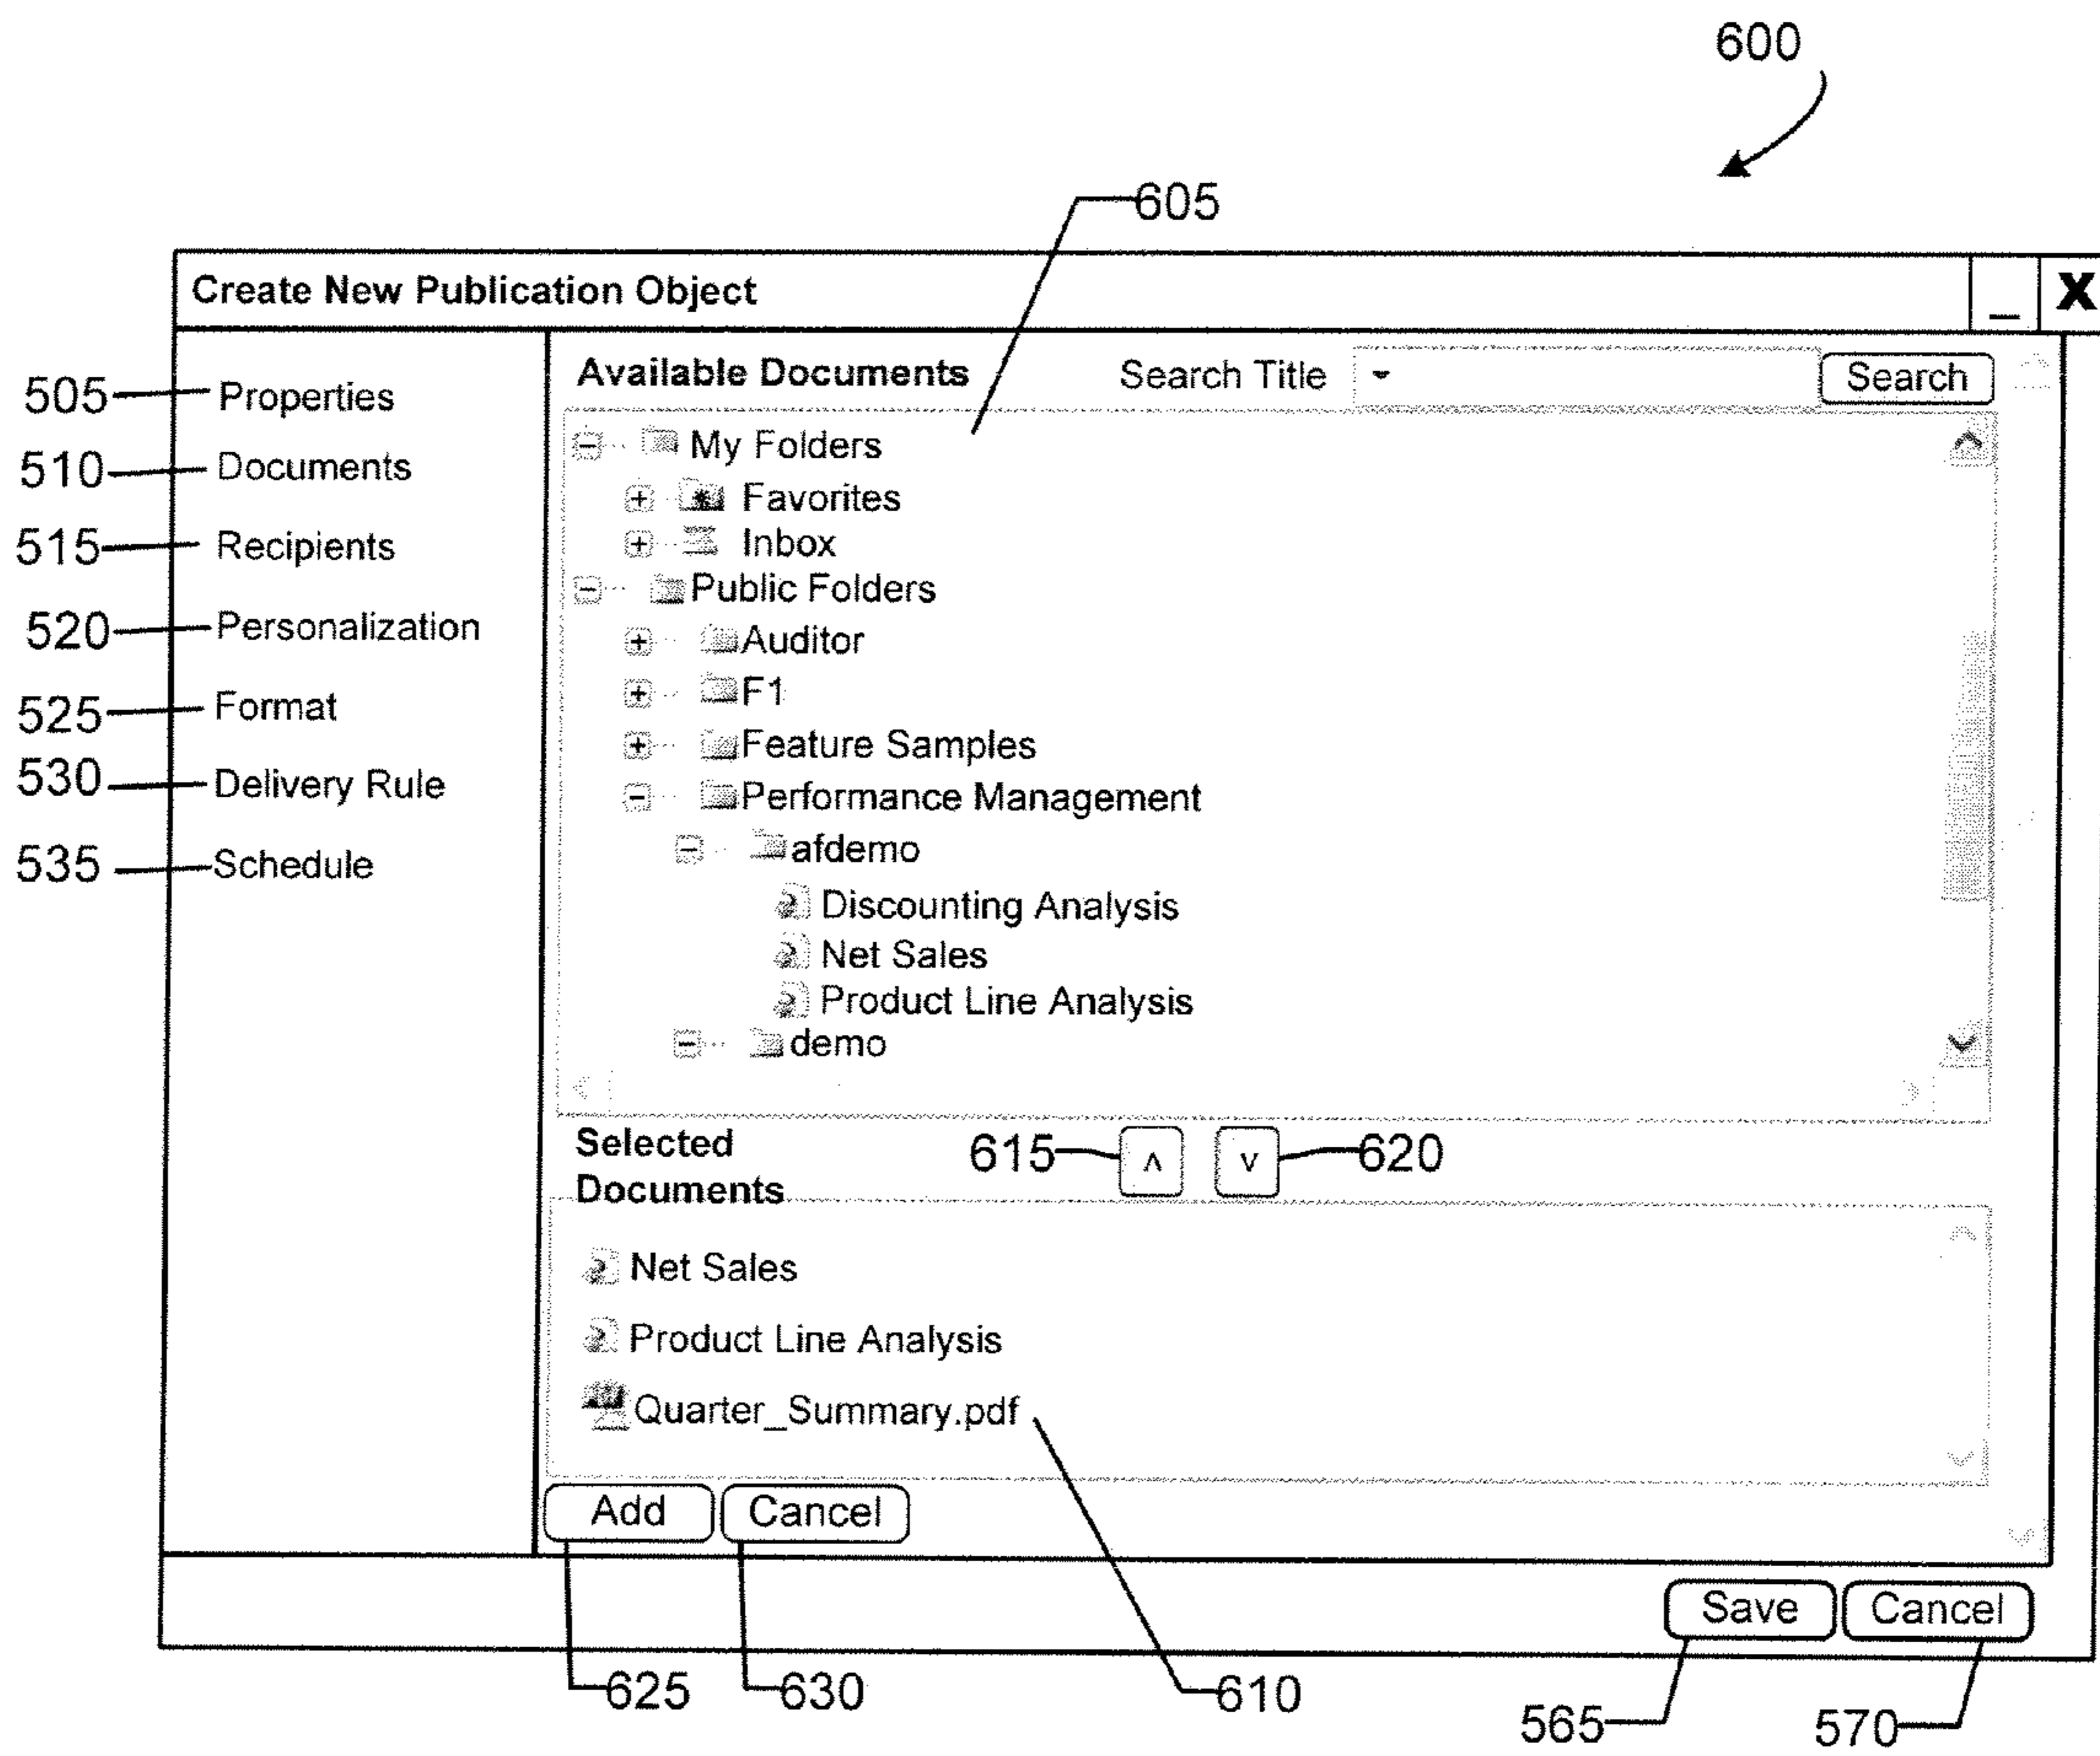 600
605
Create New Publication Object _ X
505 Properties
510 Documents
515 Recipients
520 Personalization
525 Format
530 Delivery Rule
535 Schedule
Available Documents Search Title Search
My Folders
Favorites
Inbox
Public Folders
Auditor
F1
Feature Samples
Performance Management
afdemo
Discounting Analysis
Net Sales
Product Line Analysis
demo
Selected
Documents
615 ʌ v 620
Net Sales
Product Line Analysis
Quarter_Summary.pdf
Add Cancel
Save Cancel
625 630 610 565 570